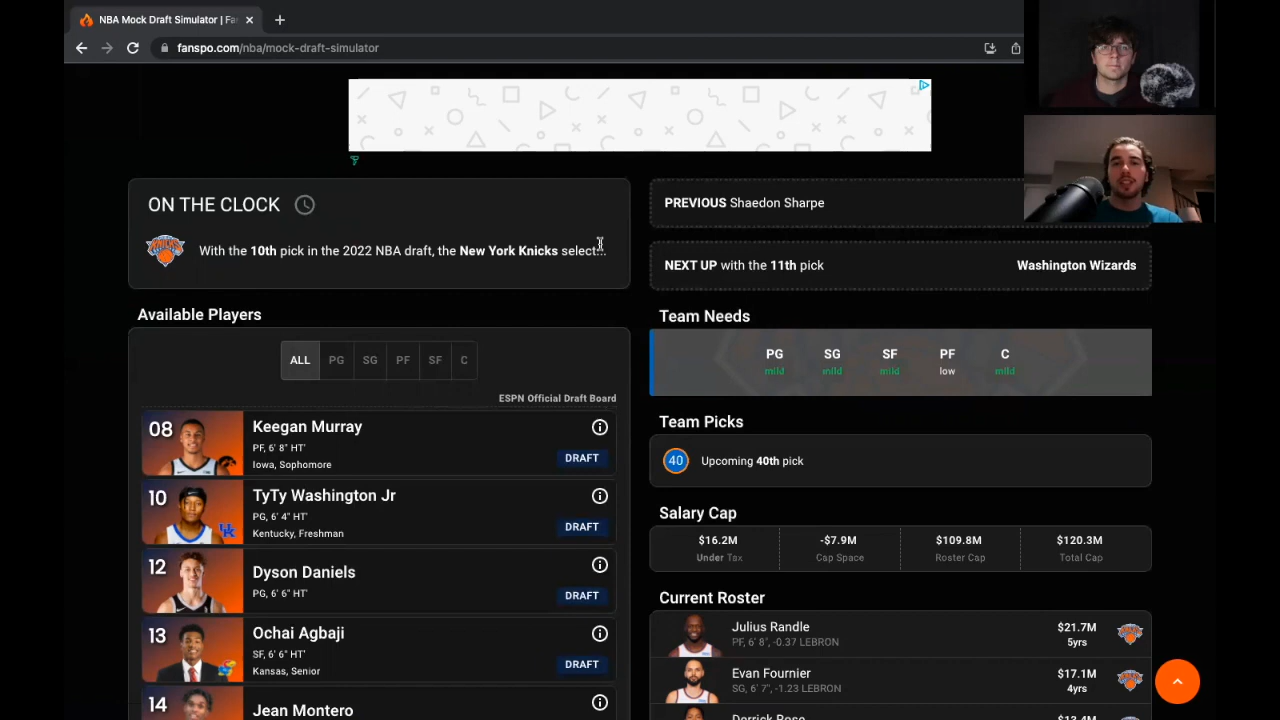 NBA Mock Draft Simulator | Fa
fanspo.com/nba/mock-draft-simulator
ON THE CLOCK
With the 10th pick in the 2022 NBA draft, the New York Knicks select...
PREVIOUS Shaedon Sharpe
NEXT UP with the 11th pick
Washington Wizards
Available Players
ALL PG SG PF SF C
ESPN Official Draft Board
08 Keegan Murray
PF, 6' 8" HT'
Iowa, Sophomore
DRAFT
10 TyTy Washington Jr
PG, 6' 4" HT'
Kentucky, Freshman
DRAFT
12 Dyson Daniels
PG, 6' 6" HT'
DRAFT
13 Ochai Agbaji
SF, 6' 6" HT'
Kansas, Senior
DRAFT
14 Jean Montero
Team Needs
PG SG SF PF C
mild mild mild low mild
Team Picks
40 Upcoming 40th pick
Salary Cap
$16.2M -$7.9M $109.8M $120.3M
Under Tax Cap Space Roster Cap Total Cap
Current Roster
Julius Randle $21.7M
PF, 6' 8", -0.37 LEBRON 5yrs
Evan Fournier $17.1M
SG, 6' 7", -1.23 LEBRON 4yrs
Derrick Rose $13.4M